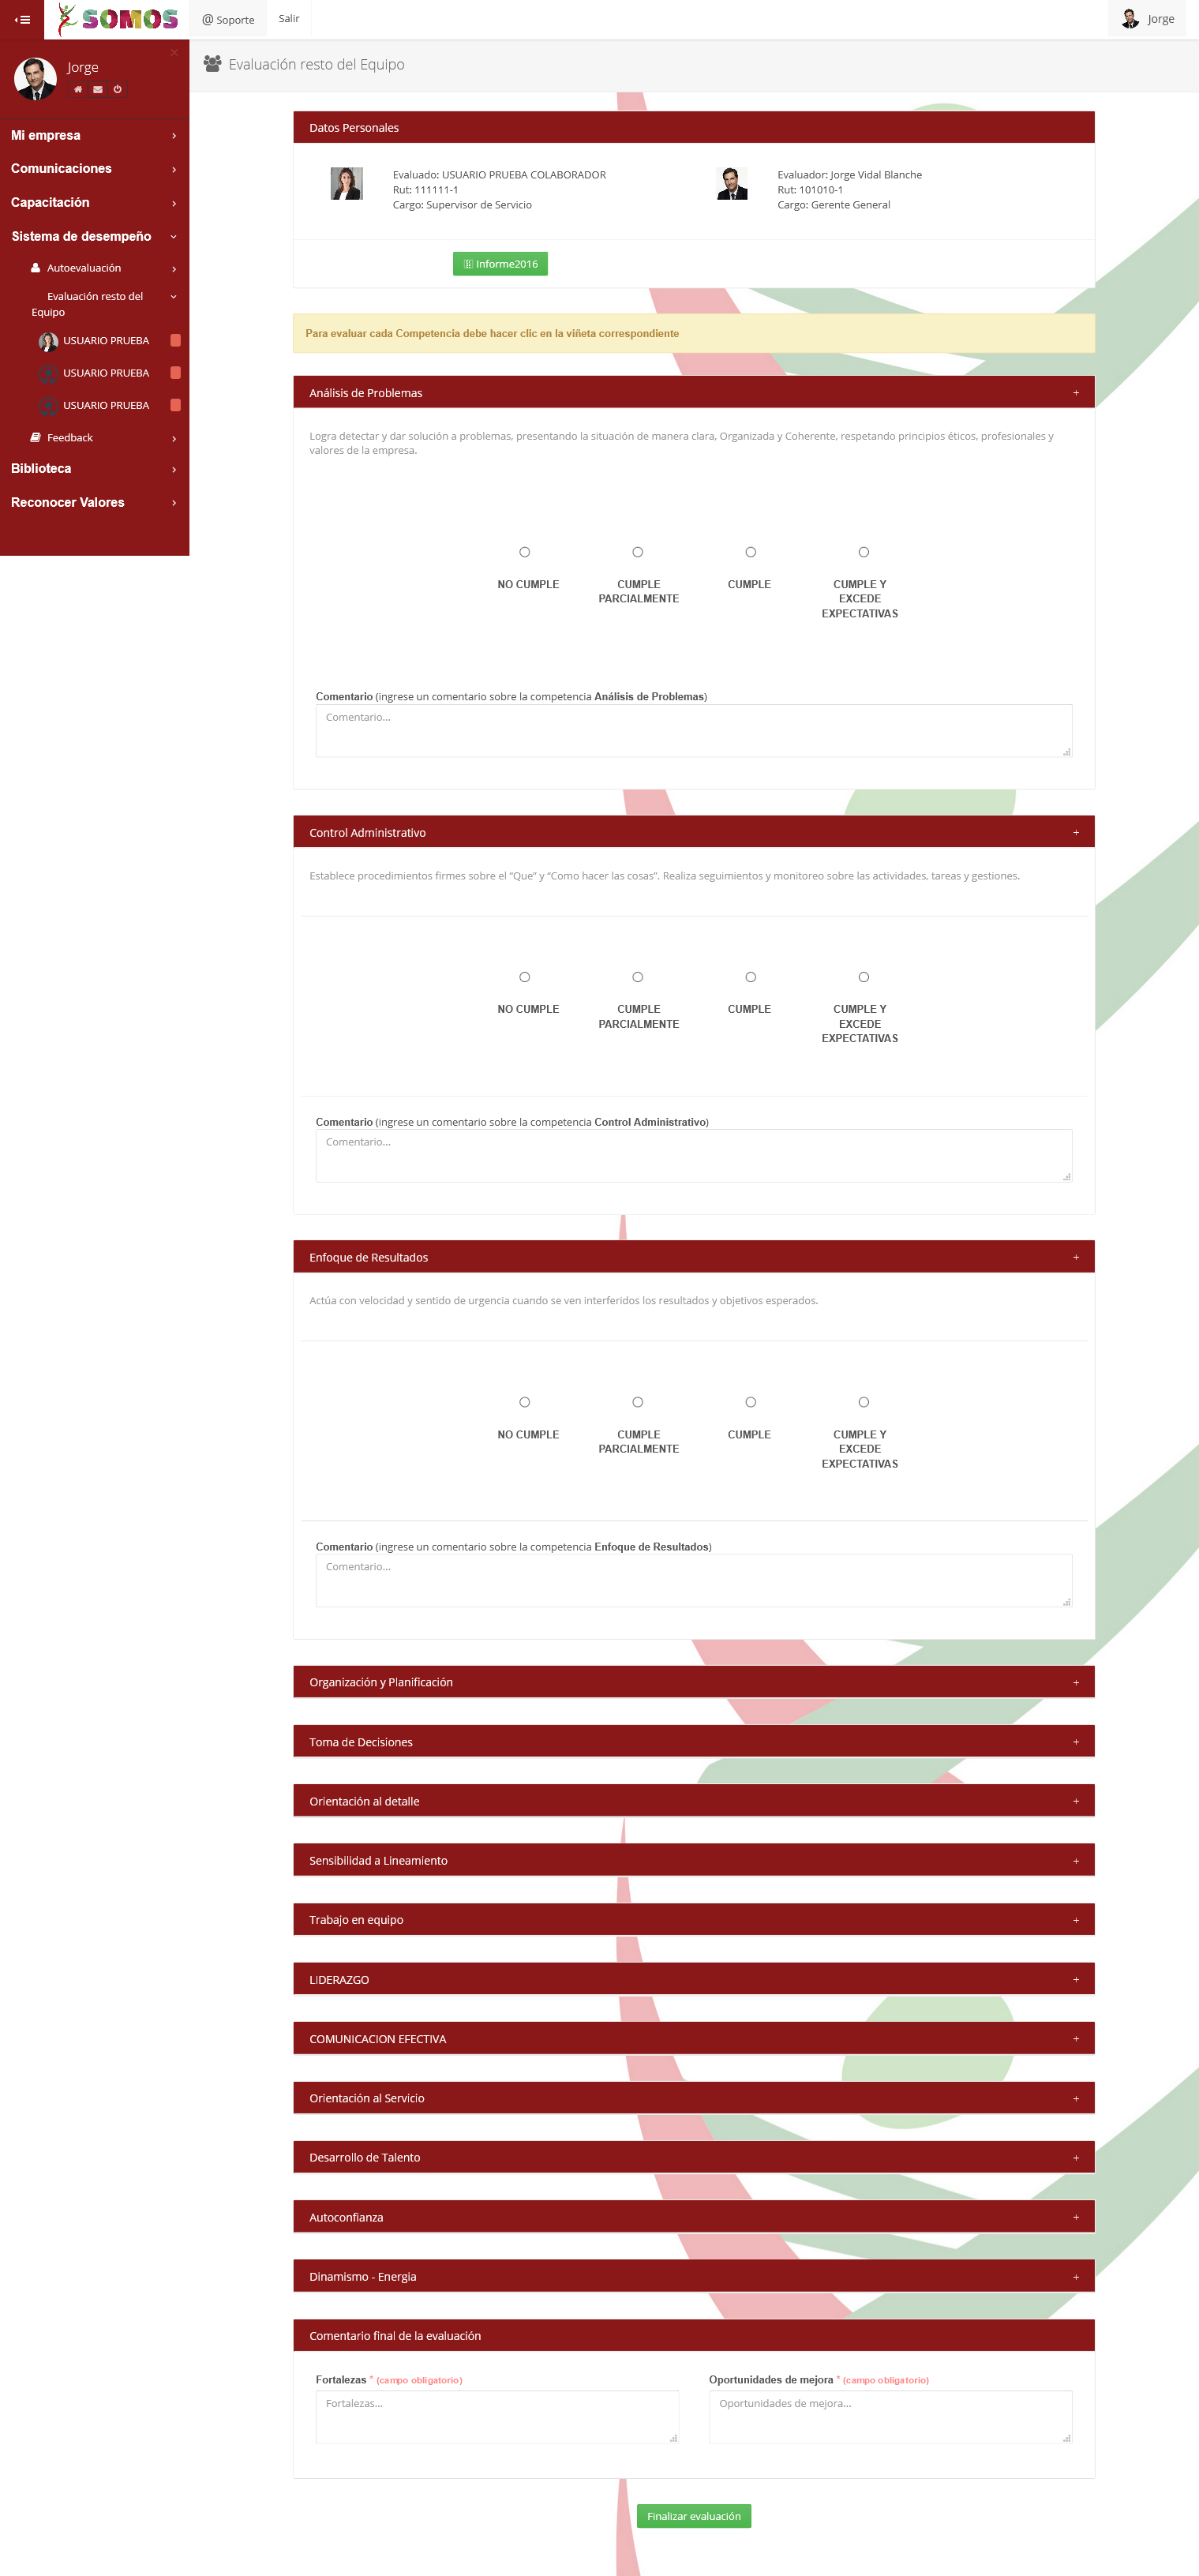 SOMOS
@ Soporte
Salir
Jorge
Jorge
×
Mi empresa
Comunicaciones
Capacitación
Sistema de desempeño
Autoevaluación
Evaluación resto del
Equipo
USUARIO PRUEBA
USUARIO PRUEBA
USUARIO PRUEBA
Feedback
Biblioteca
Reconocer Valores
Evaluación resto del Equipo
Datos Personales
Evaluado: USUARIO PRUEBA COLABORADOR
Rut: 111111-1
Cargo: Supervisor de Servicio
Evaluador: Jorge Vidal Blanche
Rut: 101010-1
Cargo: Gerente General
Informe2016
Para evaluar cada Competencia debe hacer clic en la viñeta correspondiente
Análisis de Problemas +
Logra detectar y dar solución a problemas, presentando la situación de manera clara, Organizada y Coherente, respetando principios éticos, profesionales y
valores de la empresa.
NO CUMPLE
CUMPLE
PARCIALMENTE
CUMPLE
CUMPLE Y
EXCEDE
EXPECTATIVAS
Comentario (ingrese un comentario sobre la competencia Análisis de Problemas)
Comentario...
Control Administrativo +
Establece procedimientos firmes sobre el “Que” y “Como hacer las cosas”. Realiza seguimientos y monitoreo sobre las actividades, tareas y gestiones.
NO CUMPLE
CUMPLE
PARCIALMENTE
CUMPLE
CUMPLE Y
EXCEDE
EXPECTATIVAS
Comentario (ingrese un comentario sobre la competencia Control Administrativo)
Comentario...
Enfoque de Resultados +
Actúa con velocidad y sentido de urgencia cuando se ven interferidos los resultados y objetivos esperados.
NO CUMPLE
CUMPLE
PARCIALMENTE
CUMPLE
CUMPLE Y
EXCEDE
EXPECTATIVAS
Comentario (ingrese un comentario sobre la competencia Enfoque de Resultados)
Comentario...
Organización y Planificación +
Toma de Decisiones +
Orientación al detalle +
Sensibilidad a Lineamiento +
Trabajo en equipo +
LIDERAZGO +
COMUNICACION EFECTIVA +
Orientación al Servicio +
Desarrollo de Talento +
Autoconfianza +
Dinamismo - Energia +
Comentario final de la evaluación
Fortalezas * (campo obligatorio)
Fortalezas...
Oportunidades de mejora * (campo obligatorio)
Oportunidades de mejora...
Finalizar evaluación